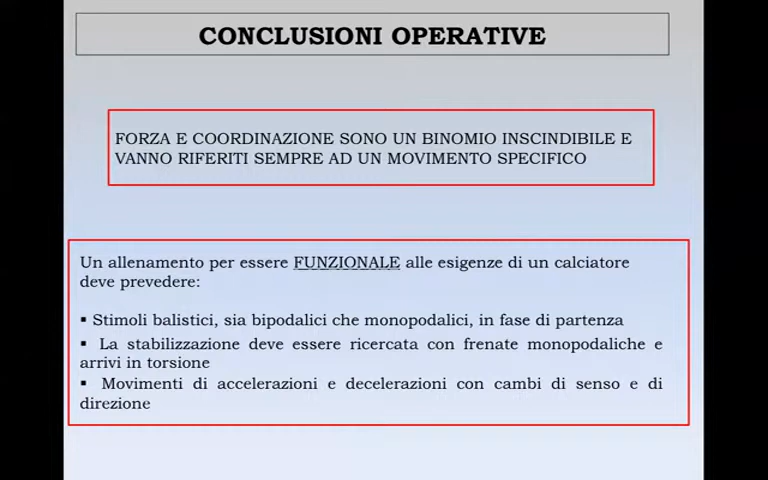 CONCLUSIONI OPERATIVE
FORZA E COORDINAZIONE SONO UN BINOMIO INSCINDIBILE E
VANNO RIFERITI SEMPRE AD UN MOVIMENTO SPECIFICO
Un allenamento per essere FUNZIONALE alle esigenze di un calciatore
deve prevedere:
▪ Stimoli balistici, sia bipodalici che monopodalici, in fase di partenza
▪ La stabilizzazione deve essere ricercata con frenate monopodaliche e
arrivi in torsione
▪ Movimenti di accelerazioni e decelerazioni con cambi di senso e di
direzione